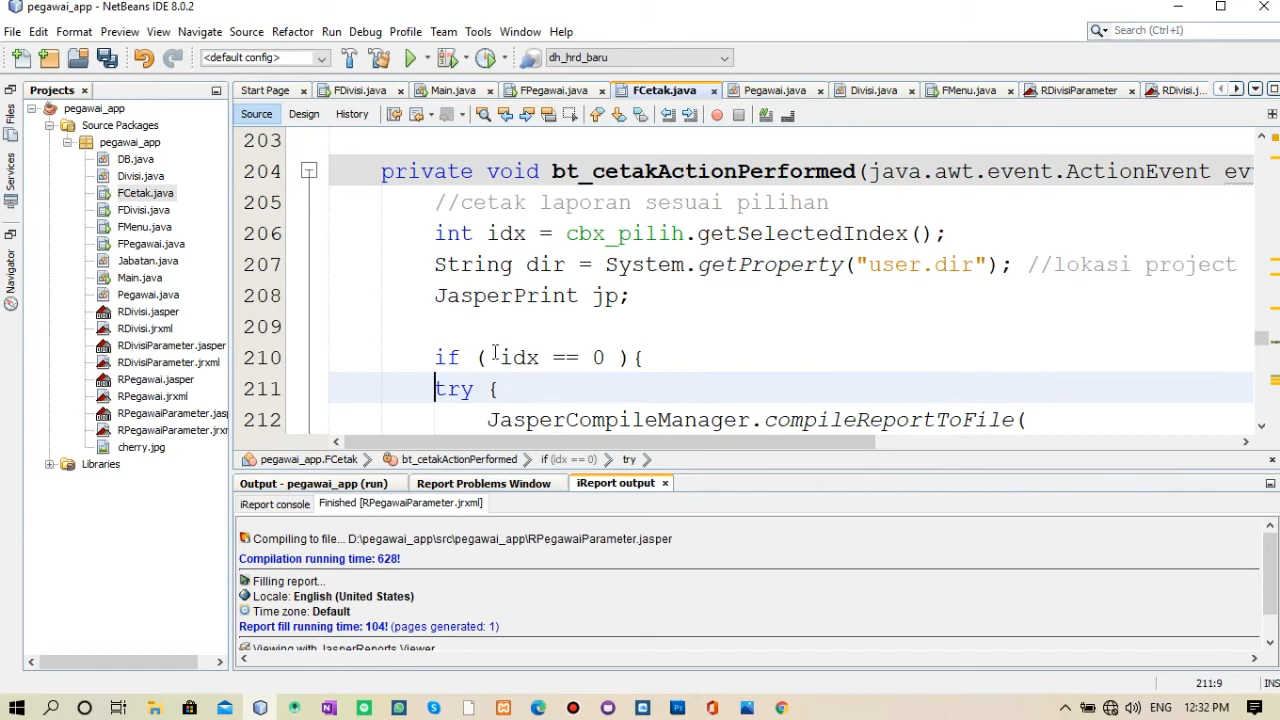 pegawai_app - NetBeans IDE 8.0.2
File Edit Format Preview View Navigate Source Refactor Run Debug Profile Team Tools Window Help
Search (Ctrl+I)
<default config>
dh_hrd_baru
Files
Services
Navigator
Projects
pegawai_app
Source Packages
pegawai_app
DB.java
Divisi.java
FCetak.java
FDivisi.java
FMenu.java
FPegawai.java
Jabatan.java
Main.java
Pegawai.java
RDivisi.jasper
RDivisi.jrxml
RDivisiParameter.jasper
RDivisiParameter.jrxml
RPegawai.jasper
RPegawai.jrxml
RPegawaiParameter.jasp
RPegawaiParameter.jrxm
cherry.jpg
Libraries
Start Page FDivisi.java Main.java FPegawai.java FCetak.java Pegawai.java Divisi.java FMenu.java RDivisiParameter RDivisi.j...
Source Design History
203
204 private void bt_cetakActionPerformed(java.awt.event.ActionEvent ev
205 //cetak laporan sesuai pilihan
206 int idx = cbx_pilih.getSelectedIndex();
207 String dir = System.getProperty("user.dir"); //lokasi project
208 JasperPrint jp;
209
210 if ( idx == 0 ){
211 try {
212 JasperCompileManager.compileReportToFile(
pegawai_app.FCetak bt_cetakActionPerformed if (idx == 0) try
Output - pegawai_app (run) Report Problems Window iReport output
iReport console Finished [RPegawaiParameter.jrxml]
Compiling to file... D:\pegawai_app\src\pegawai_app\RPegawaiParameter.jasper
Compilation running time: 628!
Filling report...
Locale: English (United States)
Time zone: Default
Report fill running time: 104! (pages generated: 1)
Viewing with JasperReports Viewer
211:9 INS
ENG 12:32 PM